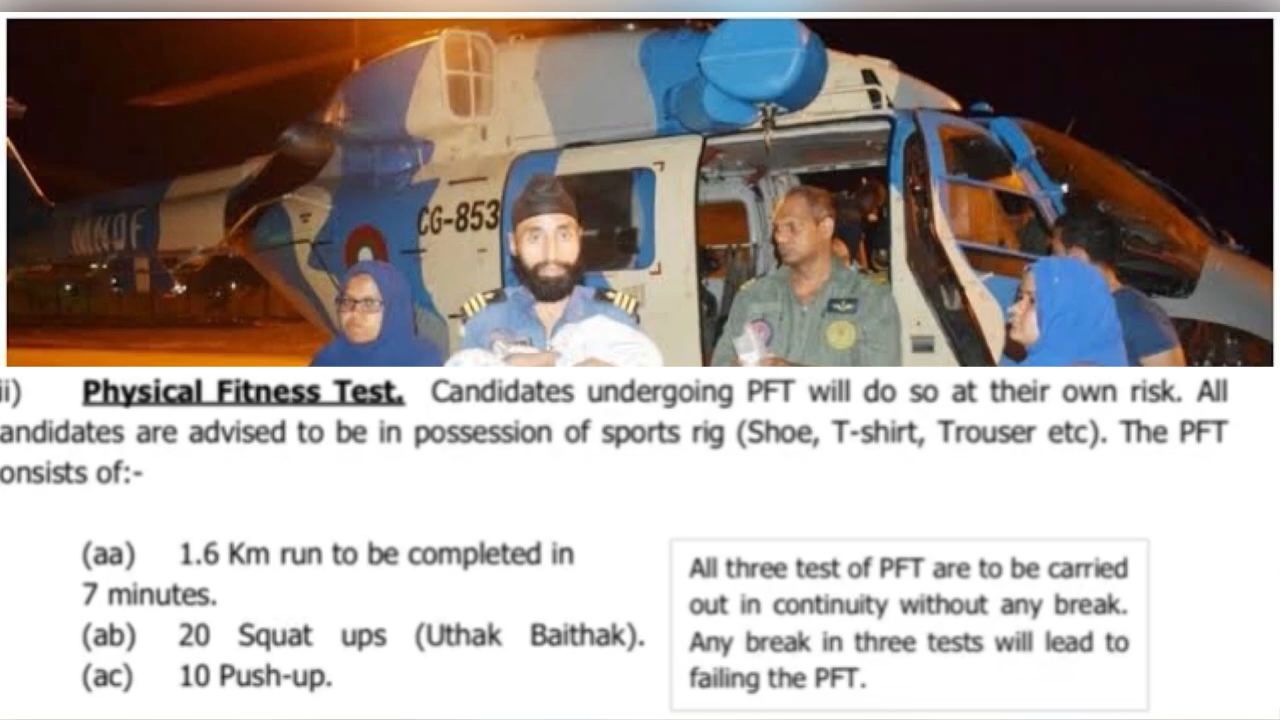 MNDF
CG-853
ii) Physical Fitness Test. Candidates undergoing PFT will do so at their own risk. All
andidates are advised to be in possession of sports rig (Shoe, T-shirt, Trouser etc). The PFT
onsists of:-
(aa) 1.6 Km run to be completed in
7 minutes.
(ab) 20 Squat ups (Uthak Baithak).
(ac) 10 Push-up.
All three test of PFT are to be carried
out in continuity without any break.
Any break in three tests will lead to
failing the PFT.